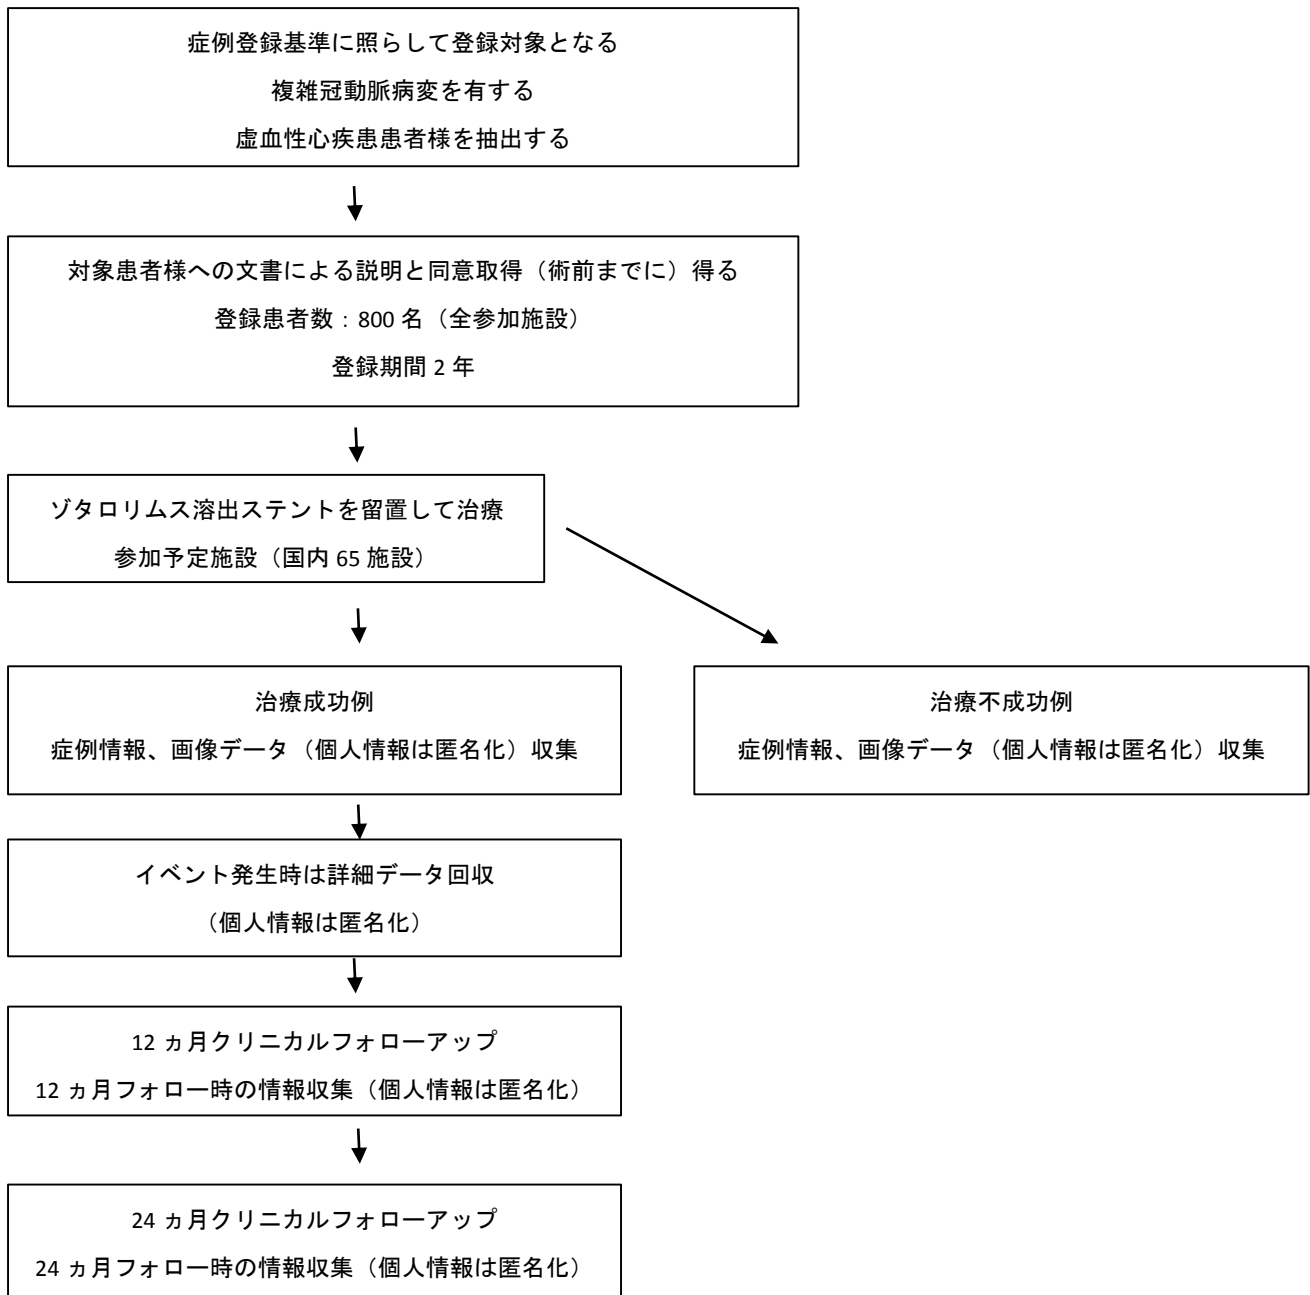 症例登録基準に照らして登録対象となる
複雑冠動脈病変を有する
虚血性心疾患患者様を抽出する
対象患者様への文書による説明と同意取得（術前までに）得る
登録患者数：800 名（全参加施設）
登録期間 2 年
ゾタロリムス溶出ステントを留置して治療
参加予定施設（国内 65 施設）
治療成功例
症例情報、画像データ（個人情報は匿名化）収集
治療不成功例
症例情報、画像データ（個人情報は匿名化）収集
イベント発生時は詳細データ回収
（個人情報は匿名化）
12 ヵ月クリニカルフォローアップ
12 ヵ月フォロー時の情報収集（個人情報は匿名化）
24 ヵ月クリニカルフォローアップ
24 ヵ月フォロー時の情報収集（個人情報は匿名化）